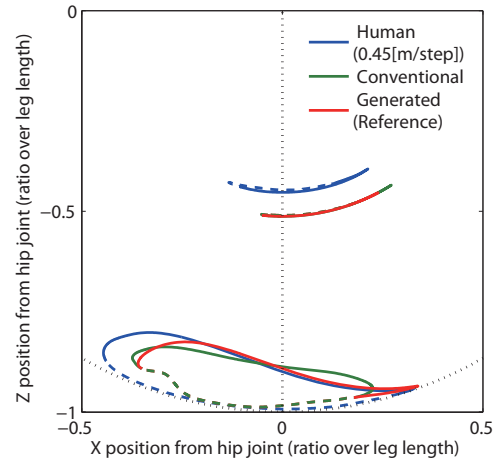 0
Human
(0.45[m/step])
Conventional
Generated
(Reference)
−0.5
−1
Z position from hip joint (ratio over leg length)
−0.5
0
0.5
X position from hip joint (ratio over leg length)